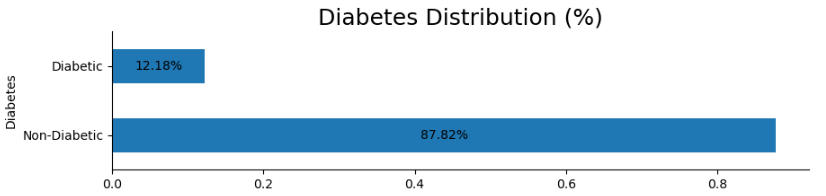 Diabetes Distribution (%)
Diabetes
Diabetic
12.18%
Non-Diabetic
87.82%
0.0 0.2 0.4 0.6 0.8